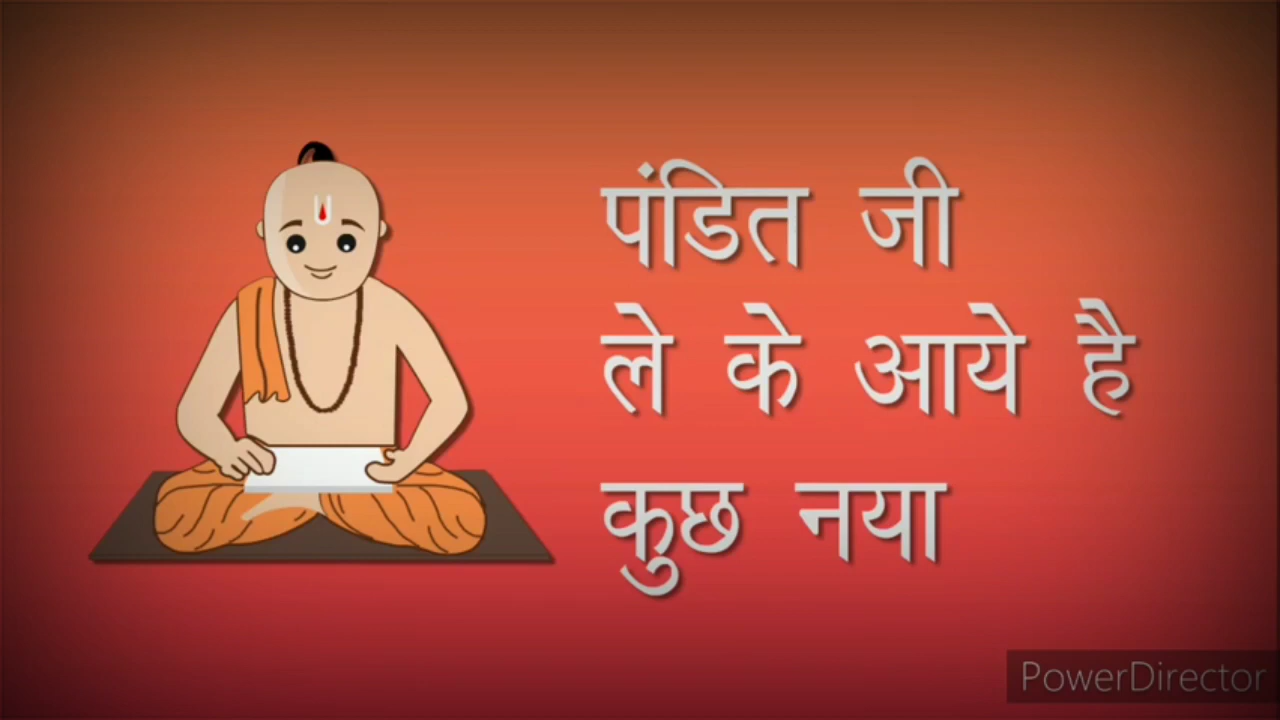 पंडित जी
ले के आये है
कुछ नया
PowerDirector